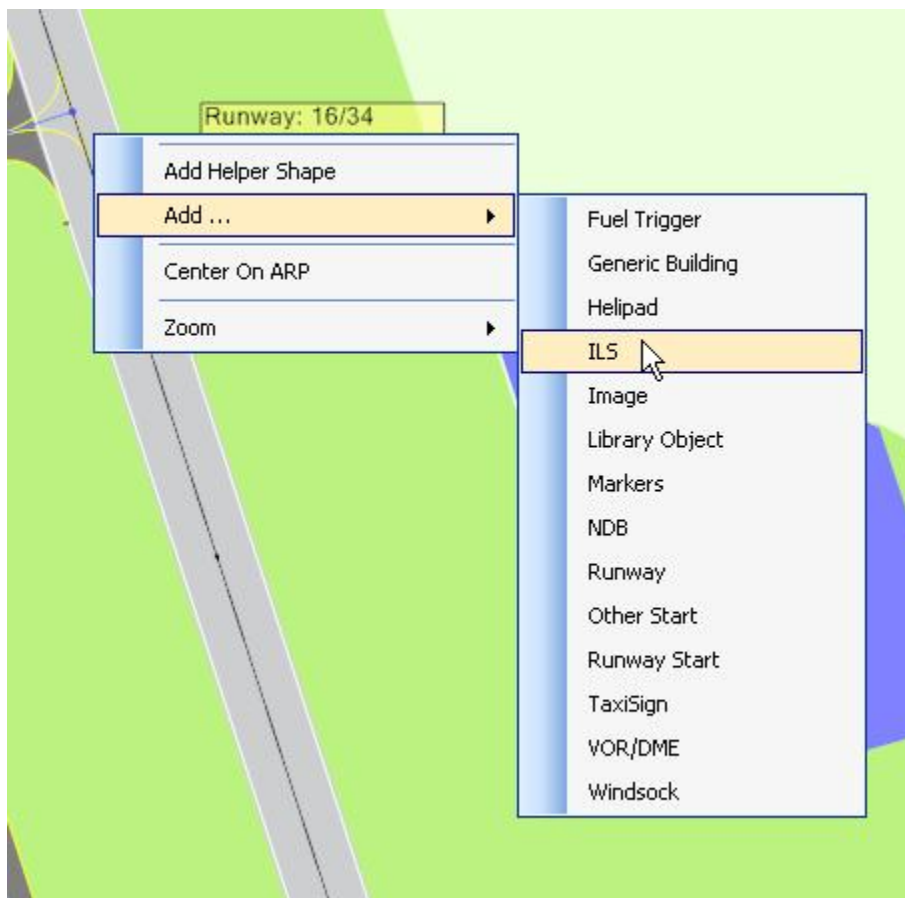 Runway: 16/34
Add Helper Shape
Add ...
Center On ARP
Zoom
Fuel Trigger
Generic Building
Helipad
ILS
Image
Library Object
Markers
NDB
Runway
Other Start
Runway Start
TaxiSign
VOR/DME
Windsock